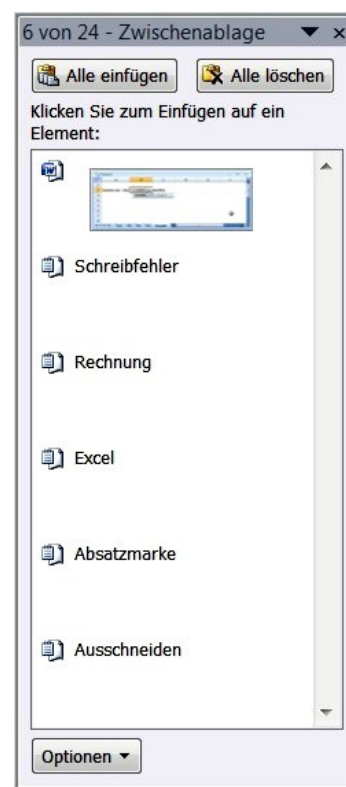 6 von 24 - Zwischenablage
Alle einfügen
Alle löschen
Klicken Sie zum Einfügen auf ein
Element:
Schreibfehler
Rechnung
Excel
Absatzmarke
Ausschneiden
Optionen